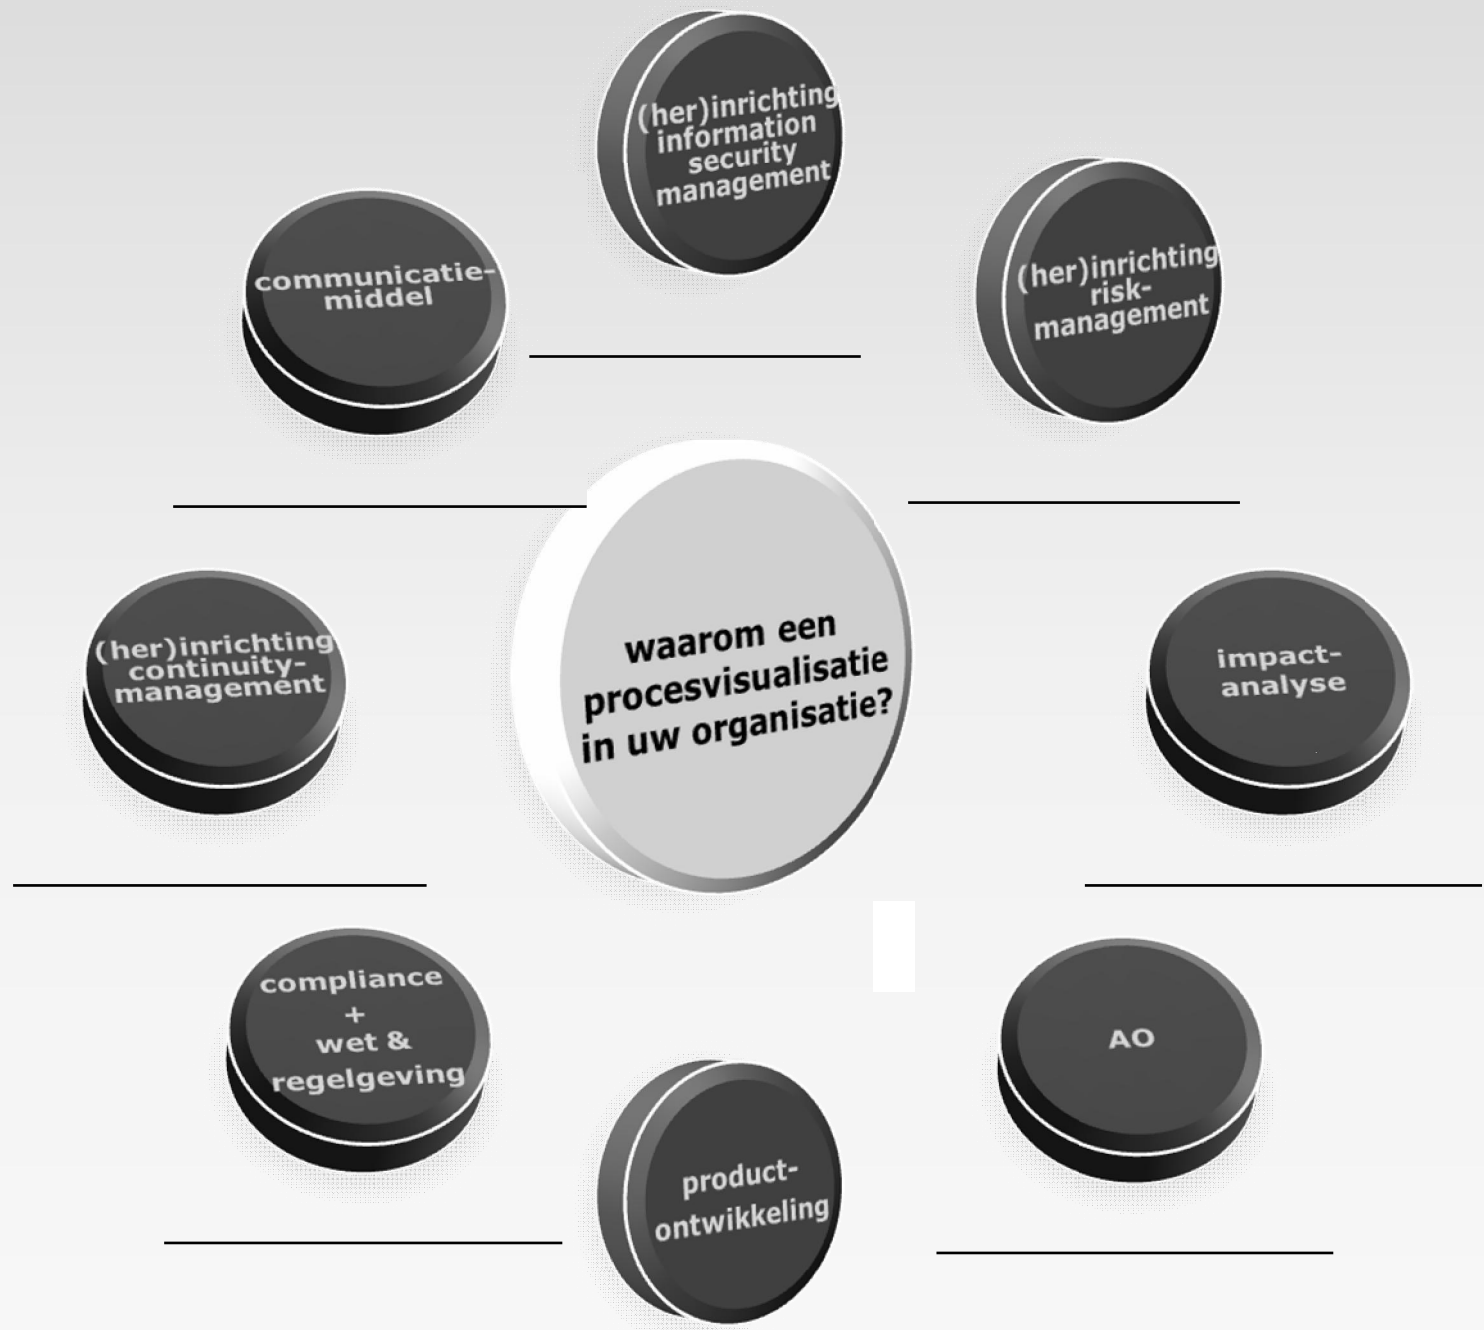 (her)inrichting
information
security
management
communicatie-
middel
(her)inrichting
risk-
management
waarom een
procesvisualisatie
in uw organisatie?
(her)inrichting
continuity-
management
impact-
analyse
compliance
+
wet &
regelgeving
AO
product-
ontwikkeling